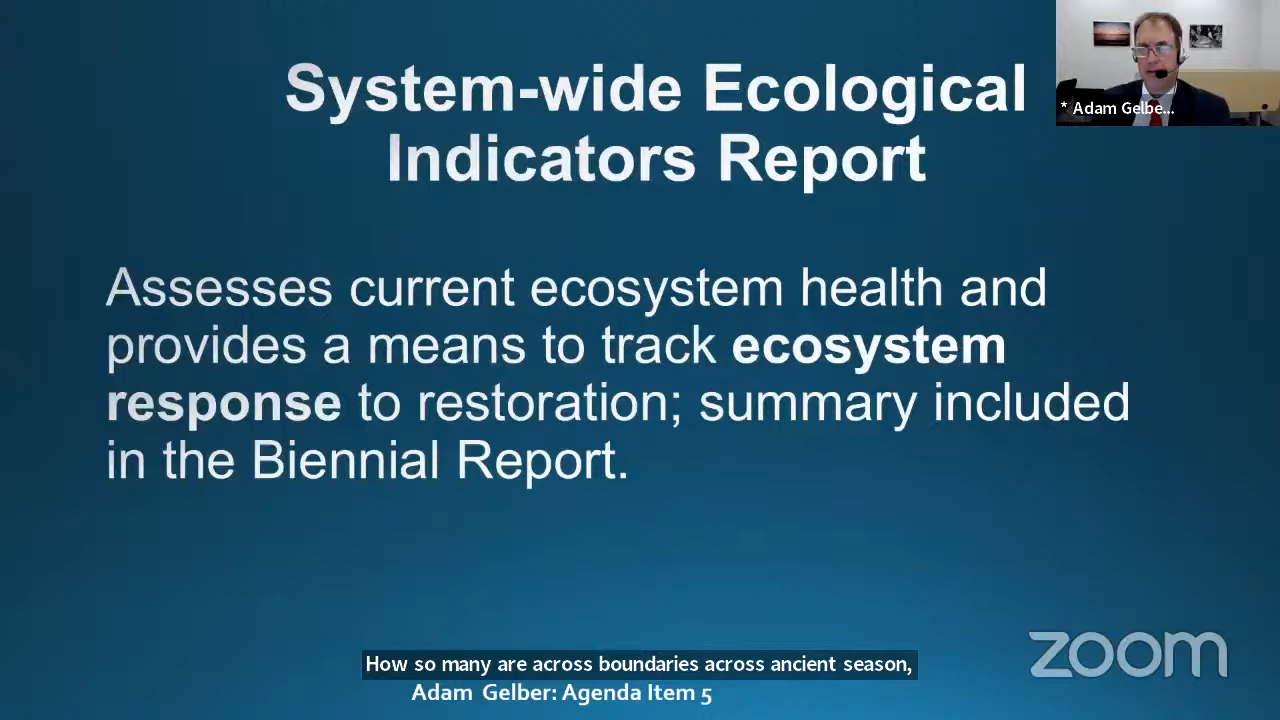 System-wide Ecological
Indicators Report
* Adam Gelbe...
Assesses current ecosystem health and
provides a means to track ecosystem
response to restoration; summary included
in the Biennial Report.
zoom
How so many are across boundaries across ancient season,
Adam Gelber: Agenda Item 5